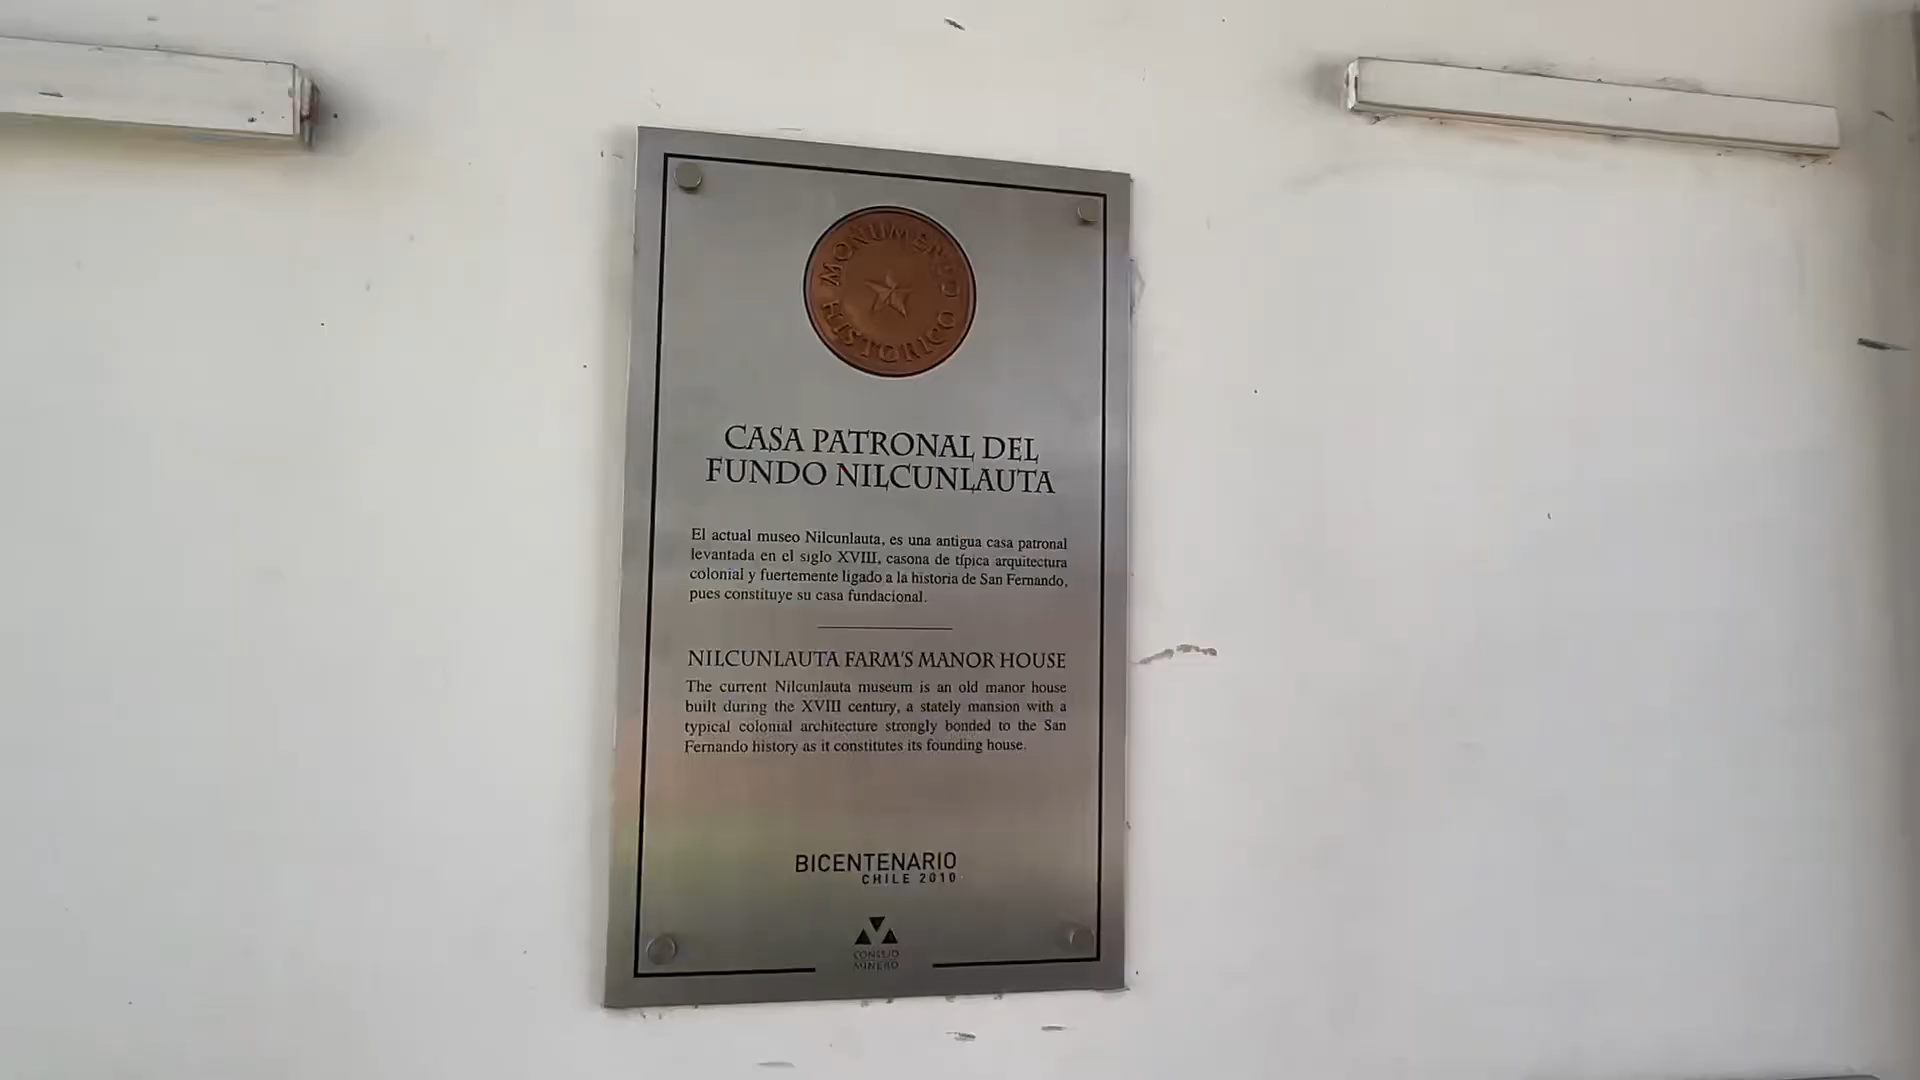 MONUMENTO
HISTORICO
CASA PATRONAL DEL
FUNDO NILCUNLAUTA
El actual museo Nilcunlauta, es una antigua casa patronal
levantada en el siglo XVIII, casona de típica arquitectura
colonial y fuertemente ligado a la historia de San Fernando,
pues constituye su casa fundacional.
NILCUNLAUTA FARM'S MANOR HOUSE
The current Nilcunlauta museum is an old manor house
built during the XVIII century, a stately mansion with a
typical colonial architecture strongly bonded to the San
Fernando history as it constitutes its founding house.
BICENTENARIO
CHILE 2010
CONSEJO
MINERO